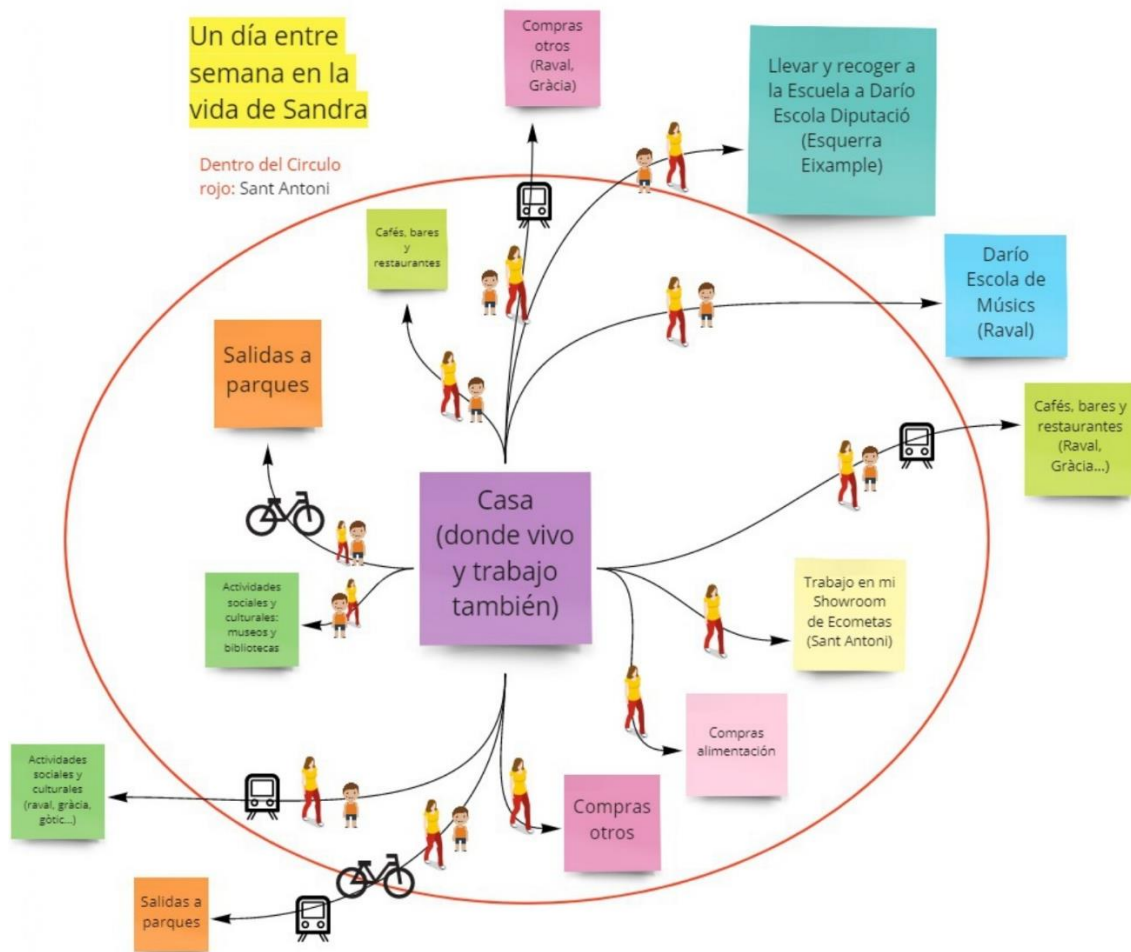 Un día entre
semana en la
vida de Sandra
Dentro del Circulo
rojo: Sant Antoni
Compras
otros
(Raval,
Gràcia)
Llevar y recoger a
la Escuela a Darío
Escola Diputació
(Esquerra
Eixample)
Cafés, bares
y
restaurantes
Darío
Escola de
Músics
(Raval)
Salidas a
parques
Cafés, bares y
restaurantes
(Raval,
Gràcia...)
Casa
(donde vivo
y trabajo
también)
Actividades
sociales y
culturales:
museos y
bibliotecas
Trabajo en mi
Showroom
de Ecometas
(Sant Antoni)
Compras
alimentación
Actividades
sociales y
culturales
(raval, gràcia,
gòtic...)
Compras
otros
Salidas a
parques